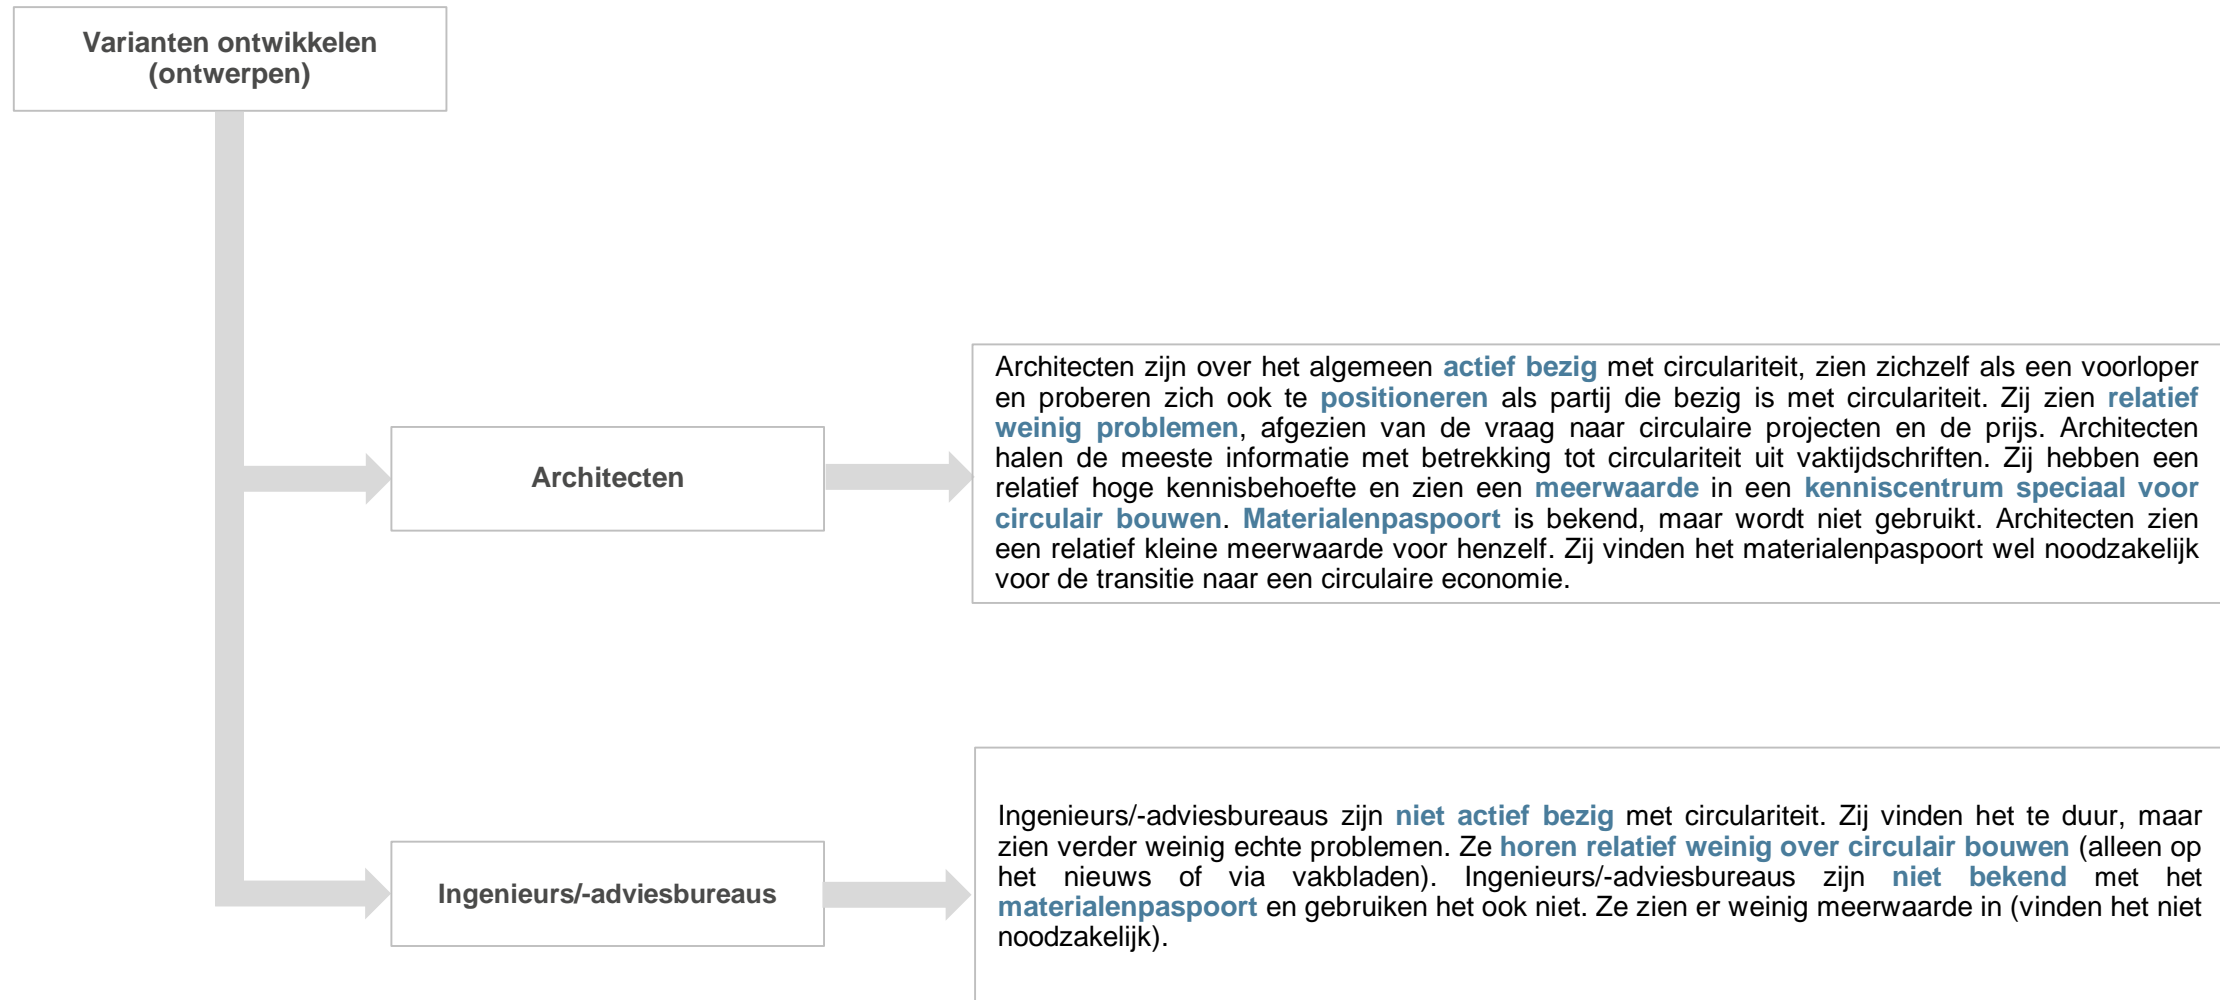 Varianten ontwikkelen
(ontwerpen)
Architecten
Architecten zijn over het algemeen actief bezig met circulariteit, zien zichzelf als een voorloper
en proberen zich ook te positioneren als partij die bezig is met circulariteit. Zij zien relatief
weinig problemen, afgezien van de vraag naar circulaire projecten en de prijs. Architecten
halen de meeste informatie met betrekking tot circulariteit uit vaktijdschriften. Zij hebben een
relatief hoge kennisbehoefte en zien een meerwaarde in een kenniscentrum speciaal voor
circulair bouwen. Materialenpaspoort is bekend, maar wordt niet gebruikt. Architecten zien
een relatief kleine meerwaarde voor henzelf. Zij vinden het materialenpaspoort wel noodzakelijk
voor de transitie naar een circulaire economie.
Ingenieurs/-adviesbureaus
Ingenieurs/-adviesbureaus zijn niet actief bezig met circulariteit. Zij vinden het te duur, maar
zien verder weinig echte problemen. Ze horen relatief weinig over circulair bouwen (alleen op
het nieuws of via vakbladen). Ingenieurs/-adviesbureaus zijn niet bekend met het
materialenpaspoort en gebruiken het ook niet. Ze zien er weinig meerwaarde in (vinden het niet
noodzakelijk).